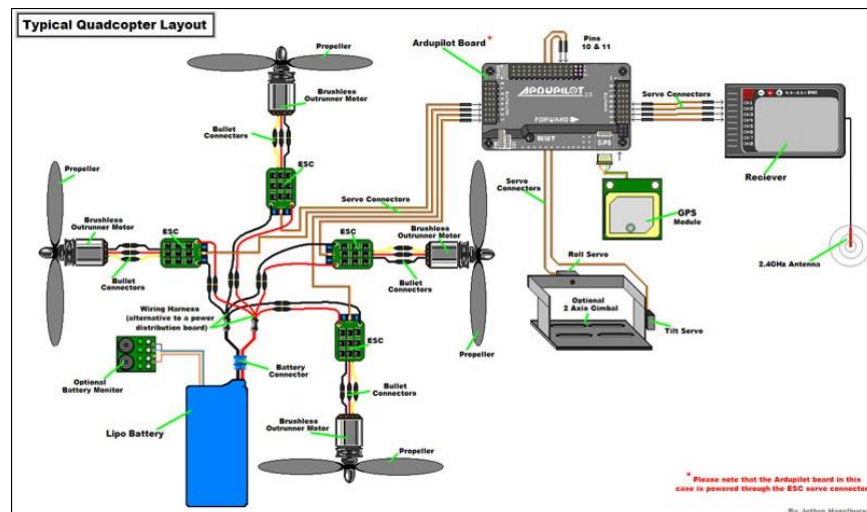 Typical Quadcopter Layout
Propeller
Ardupilot Board *
Pins
10 & 11
Brushless
Outrunner Motor
Servo Connectors
Bullet
Connectors
ARDUPILOT
FORWARD
RESET
GPS
ESC
Reciever
Propeller
Servo
Connectors
Servo Connectors
Brushless
Outrunner Motor
ESC
Brushless
Outrunner Motor
ESC
GPS
Module
2.4GHz Antenna
Roll Servo
Bullet
Connectors
Bullet
Connectors
Optional
2 Axis Gimbal
Tilt Servo
Wiring Harness
(alternative to a power
distribution board)
ESC
Propeller
Optional
Battery Monitor
Battery
Connector
Bullet
Connectors
Lipo Battery
Brushless
Outrunner Motor
Propeller
* Please note that the Ardupilot board in this
case is powered through the ESC servo connector